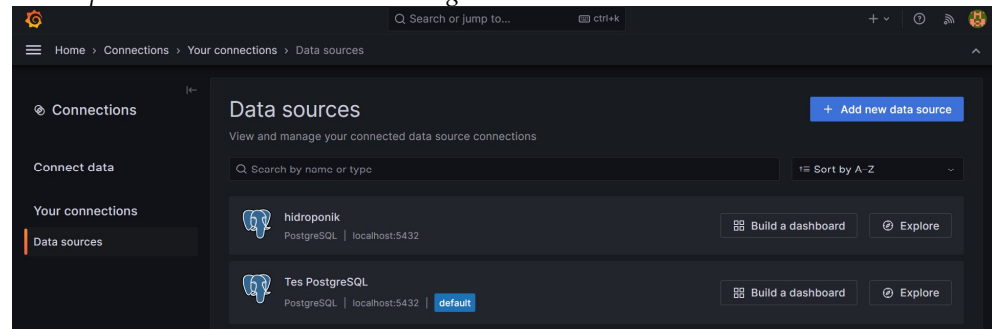 Search or jump to... ctrl+k
Home › Connections › Your connections › Data sources
Connections
Connect data
Your connections
Data sources
Data sources
View and manage your connected data source connections
+ Add new data source
Search by name or type
Sort by A–Z
hidroponik
PostgreSQL | localhost:5432
Build a dashboard
Explore
Tes PostgreSQL
PostgreSQL | localhost:5432 | default
Build a dashboard
Explore